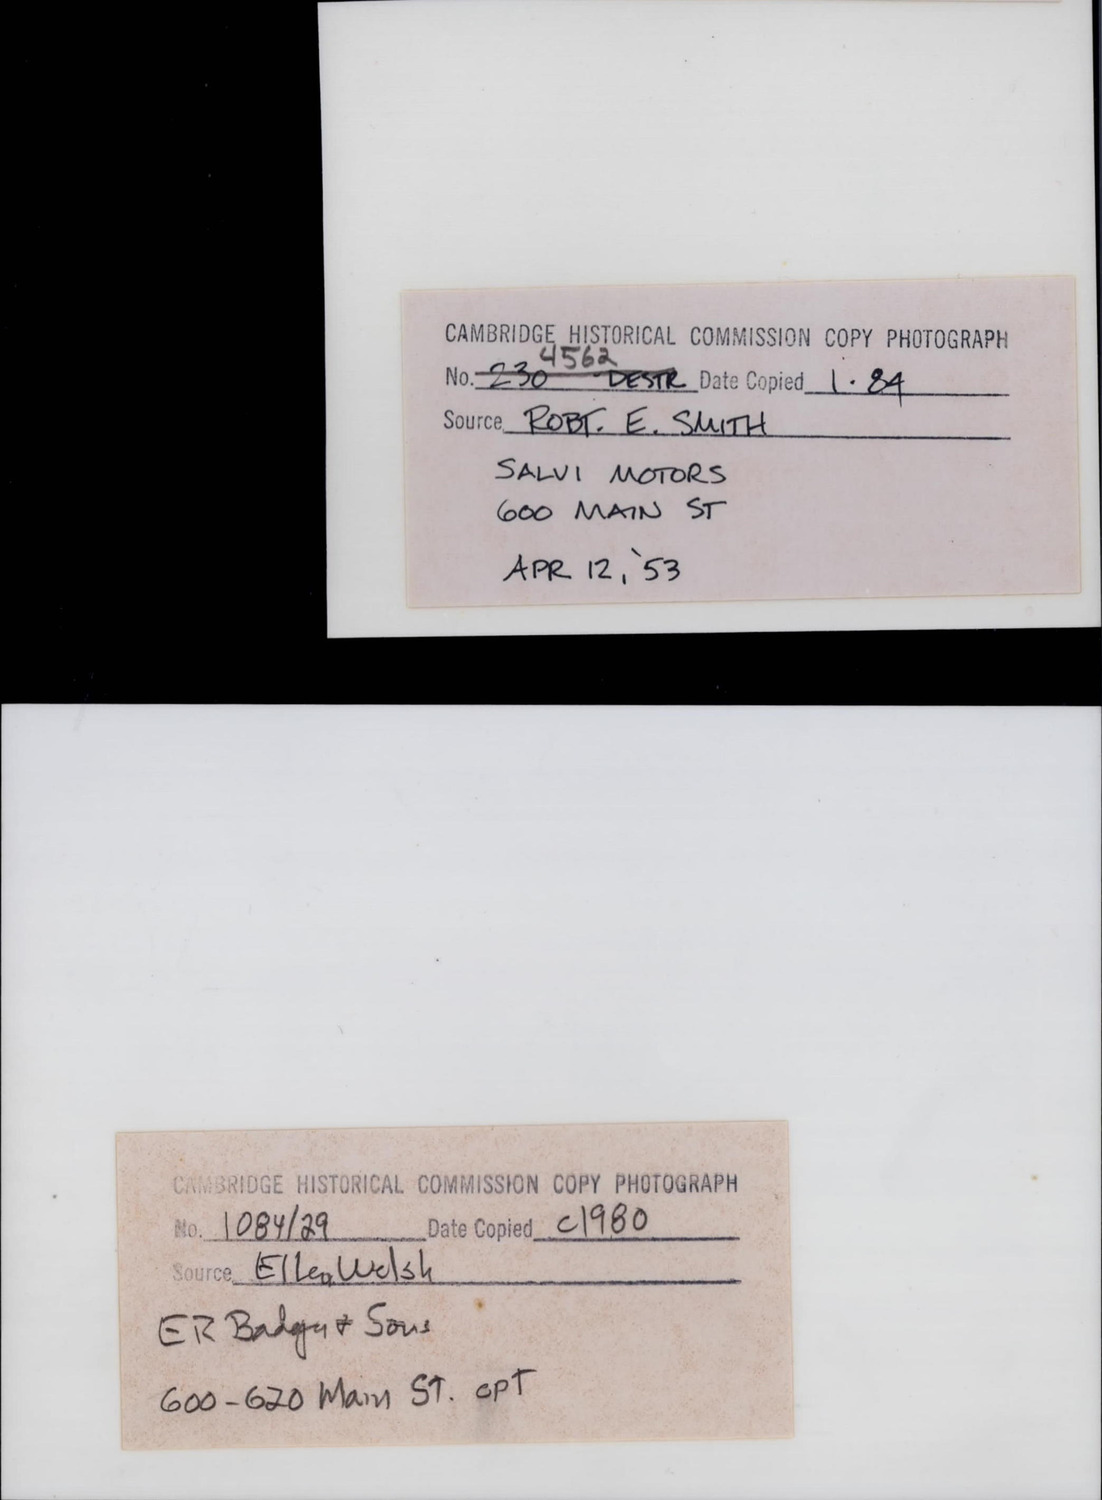 CAMBRIDGE HISTORICAL COMMISSION COPY PHOTOGRAPH
4562
No. 230 DESTR Date Copied 1·84
Source ROBT. E. SMITH
SALVI MOTORS
600 MAIN ST
APR 12, '53
CAMBRIDGE HISTORICAL COMMISSION COPY PHOTOGRAPH
No. 1084/29 Date Copied c1980
Source Ellen Welsh
ER Badger & Sons
600-620 Main ST. cpT